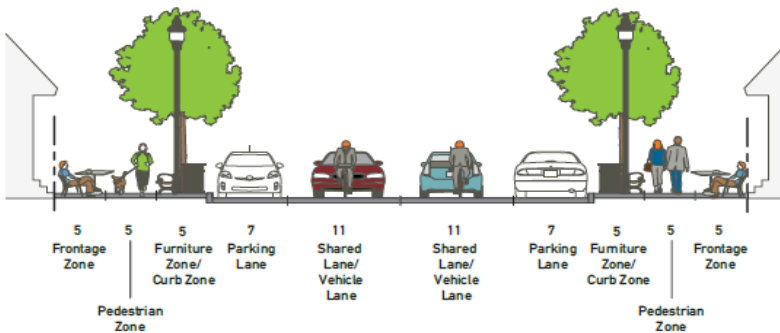 5
Frontage
Zone
5
Pedestrian
Zone
5
Furniture
Zone/
Curb Zone
7
Parking
Lane
11
Shared
Lane/
Vehicle
Lane
11
Shared
Lane/
Vehicle
Lane
7
Parking
Lane
5
Furniture
Zone/
Curb Zone
5
Pedestrian
Zone
5
Frontage
Zone